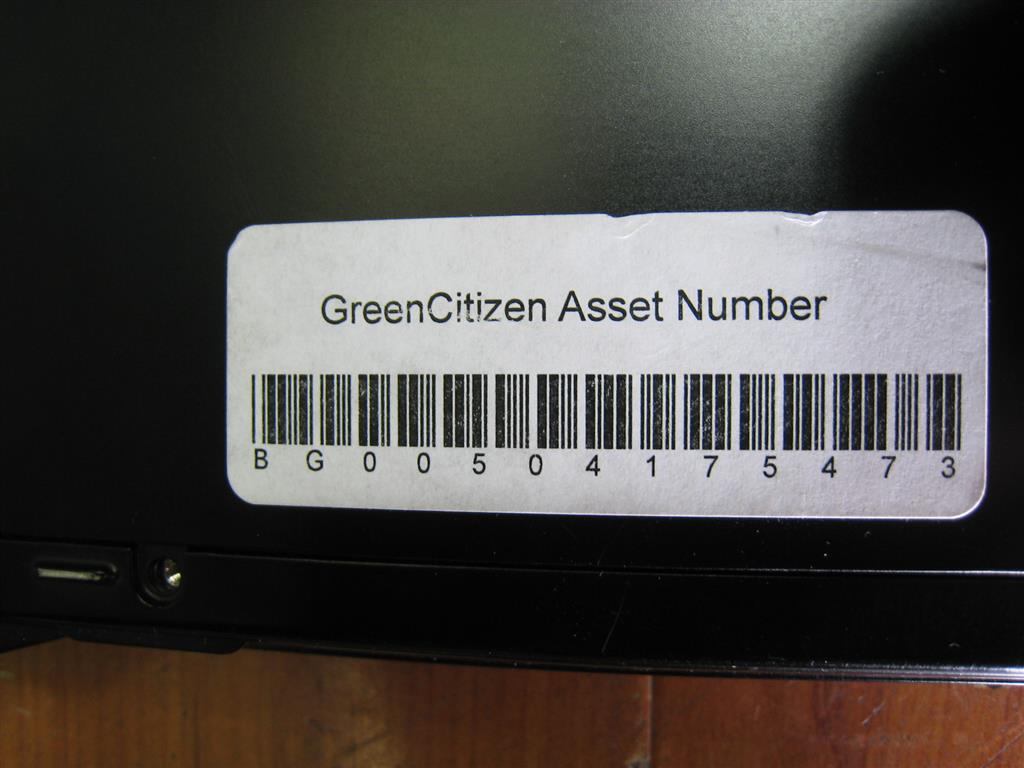 GreenCitizen Asset Number
B G 0 0 5 0 4 1 7 5 4 7 3